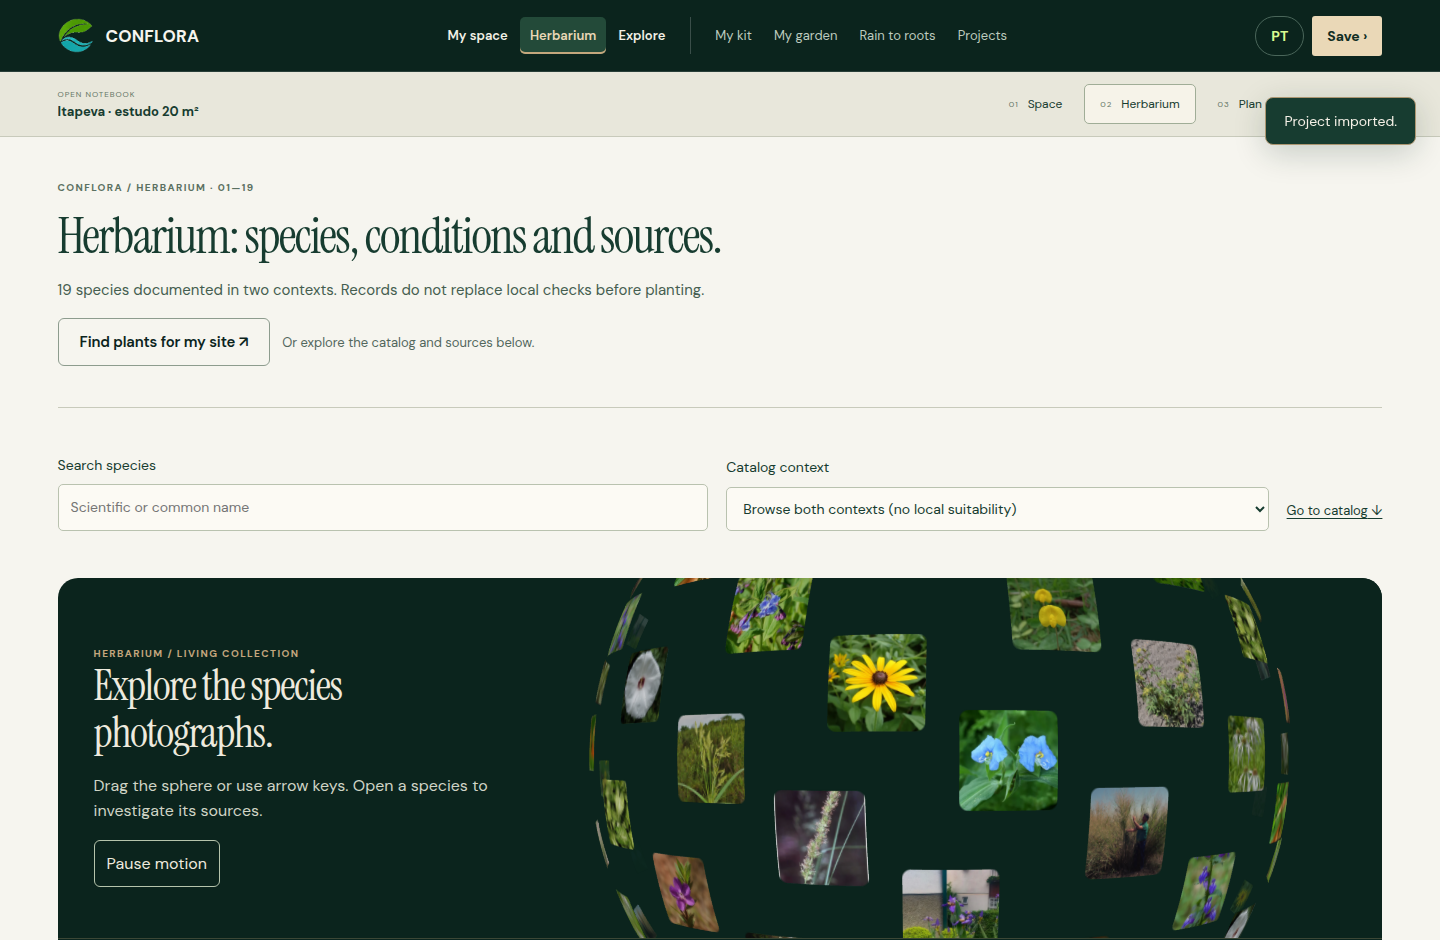 CONFLORA
My space
Herbarium
Explore
My kit
My garden
Rain to roots
Projects
PT
Save ›
OPEN NOTEBOOK
Itapeva · estudo 20 m²
01 Space
02 Herbarium
03 Plan
Project imported.
CONFLORA / HERBARIUM · 01—19
Herbarium: species, conditions and sources.
19 species documented in two contexts. Records do not replace local checks before planting.
Find plants for my site ↗
Or explore the catalog and sources below.
Search species
Scientific or common name
Catalog context
Browse both contexts (no local suitability)
Go to catalog ↓
HERBARIUM / LIVING COLLECTION
Explore the species
photographs.
Drag the sphere or use arrow keys. Open a species to
investigate its sources.
Pause motion